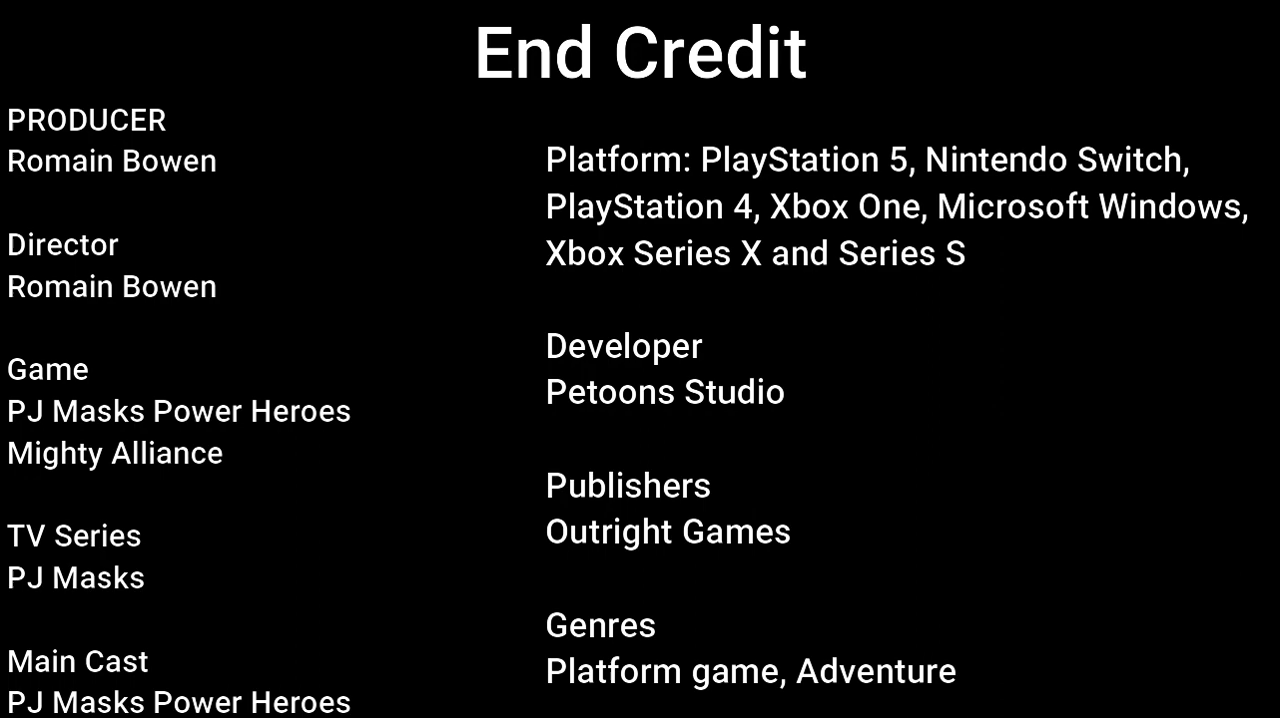 End Credit
PRODUCER
Romain Bowen
Director
Romain Bowen
Game
PJ Masks Power Heroes
Mighty Alliance
TV Series
PJ Masks
Main Cast
PJ Masks Power Heroes
Platform: PlayStation 5, Nintendo Switch,
PlayStation 4, Xbox One, Microsoft Windows,
Xbox Series X and Series S
Developer
Petoons Studio
Publishers
Outright Games
Genres
Platform game, Adventure